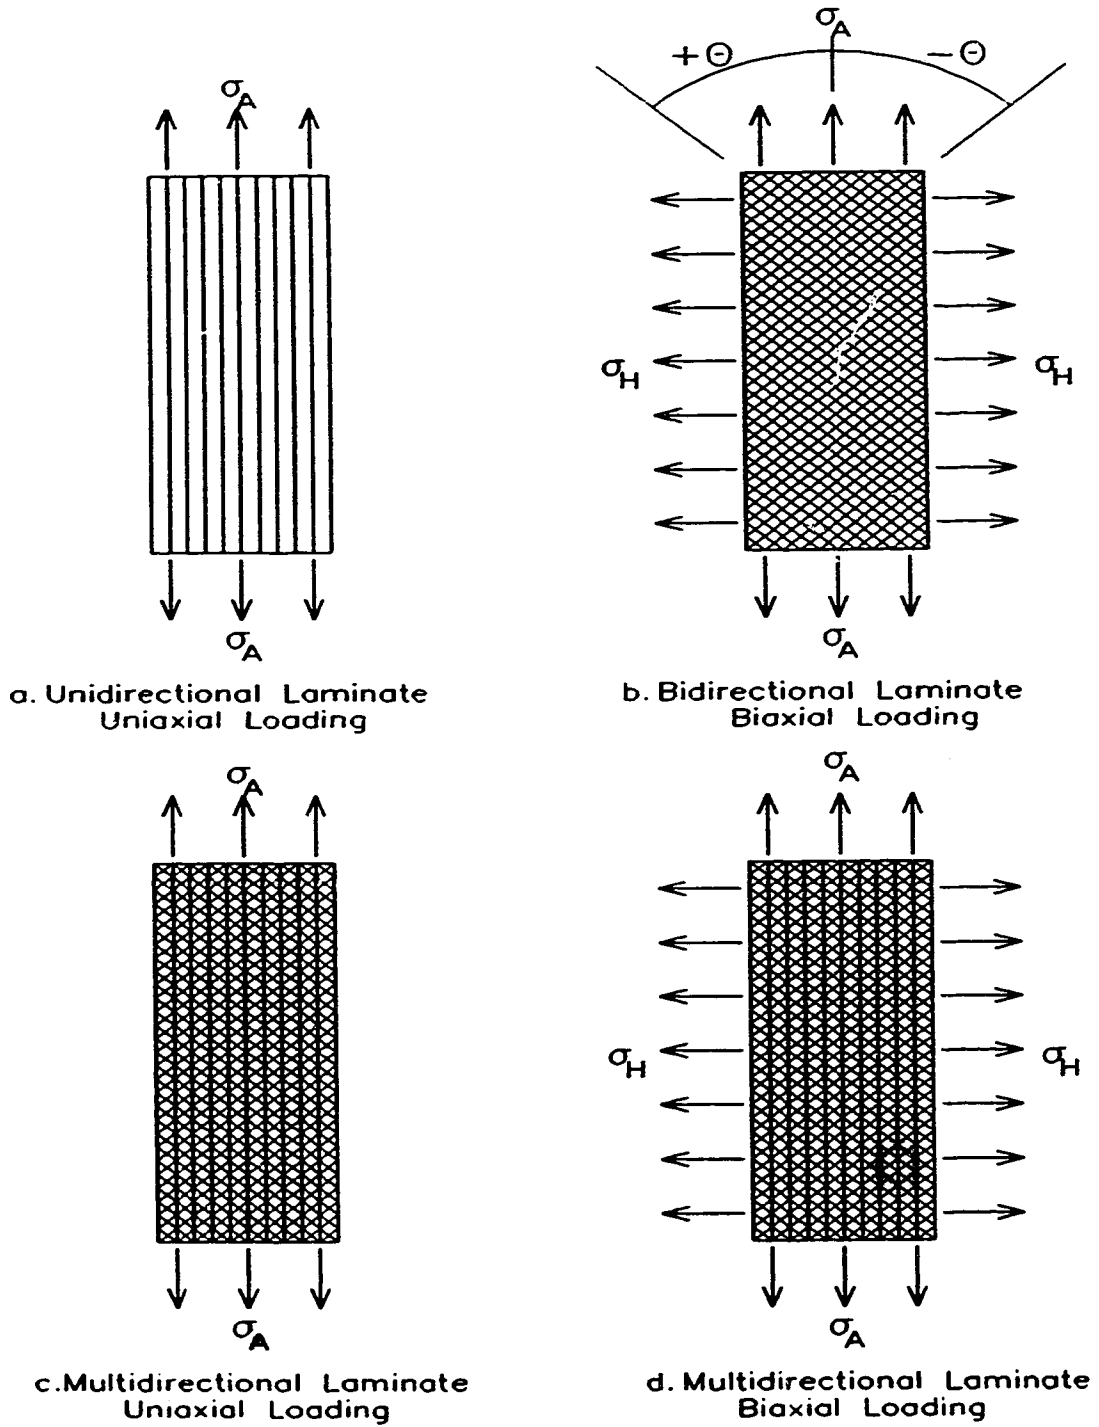 σA
+Θ
−Θ
σA
σH
σH
σA
σA
a. Unidirectional Laminate
Uniaxial Loading
b. Bidirectional Laminate
Biaxial Loading
σA
σA
σH
σH
σA
σA
c.Multidirectional Laminate
Uniaxial Loading
d. Multidirectional Laminate
Biaxial Loading